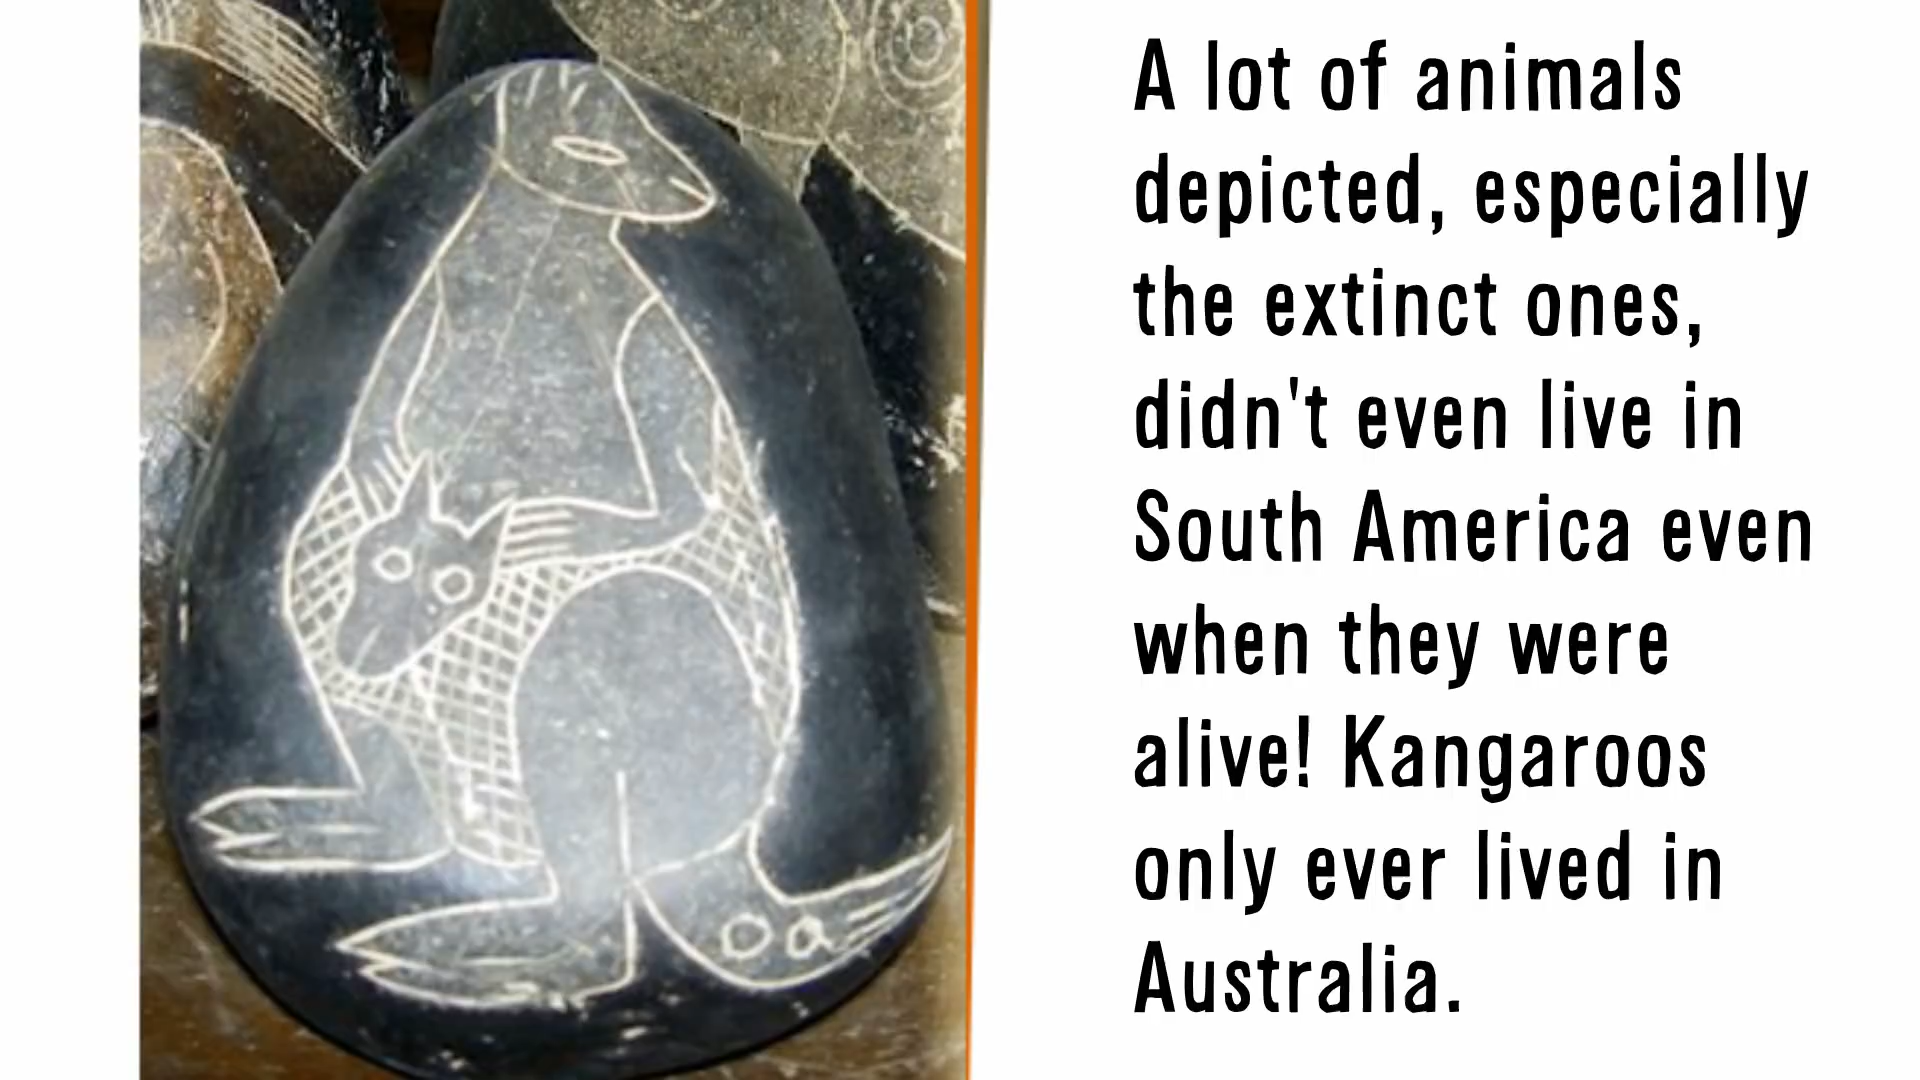 A lot of animals
depicted, especially
the extinct ones,
didn't even live in
South America even
when they were
alive! Kangaroos
only ever lived in
Australia.